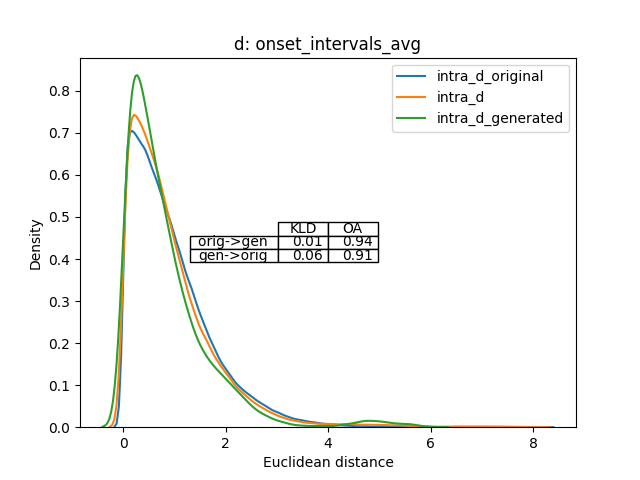 d: onset_intervals_avg
intra_d_original
intra_d
intra_d_generated
KLD OA
orig->gen 0.01 0.94
gen->orig 0.06 0.91
Density
0.8
0.7
0.6
0.5
0.4
0.3
0.2
0.1
0.0
0 2 4 6 8
Euclidean distance